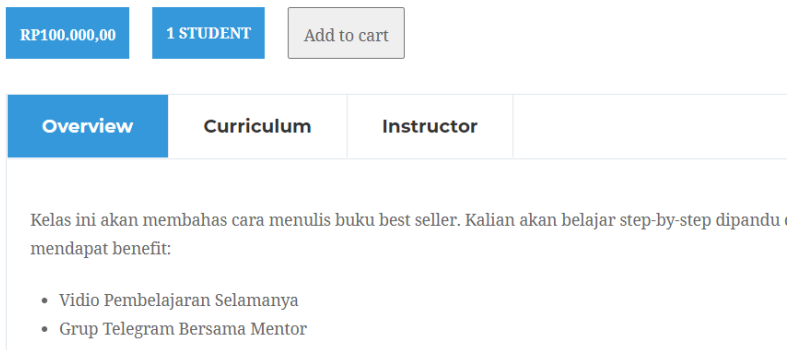 RP100.000,00
1 STUDENT
Add to cart
Overview
Curriculum
Instructor
Kelas ini akan membahas cara menulis buku best seller. Kalian akan belajar step-by-step dipandu
mendapat benefit:
• Vidio Pembelajaran Selamanya
• Grup Telegram Bersama Mentor